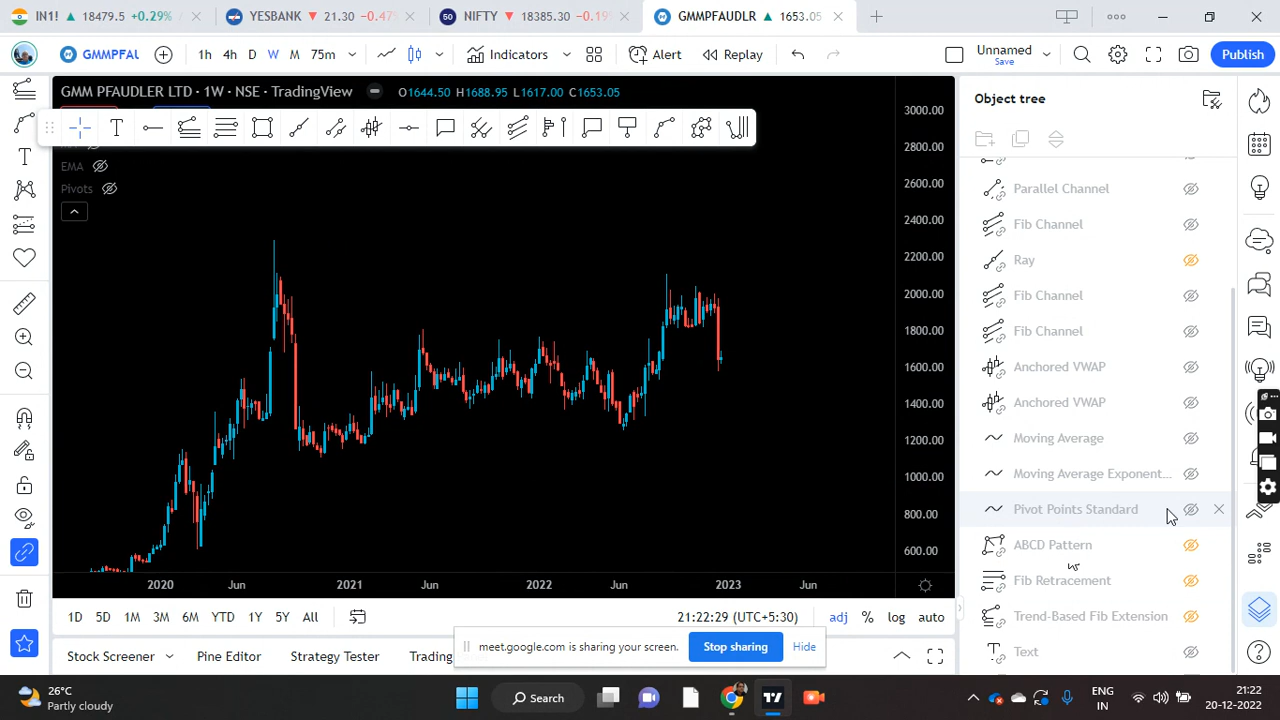 IN1! ▲ 18479.5 +0.29%
YESBANK ▼ 21.30 -0.47%
50 NIFTY ▼ 18385.30 -0.19%
GMMPFAUDLR ▲ 1653.05
GMMPFAU
1h 4h D W M 75m
Indicators
Alert
Replay
Unnamed
Save
Publish
GMM PFAUDLER LTD · 1W · NSE · TradingView
O1644.50 H1688.95 L1617.00 C1653.05
EMA
Pivots
3000.00
2800.00
2600.00
2400.00
2200.00
2000.00
1800.00
1600.00
1400.00
1200.00
1000.00
800.00
600.00
2020 Jun 2021 Jun 2022 Jun 2023 Jun
1D 5D 1M 3M 6M YTD 1Y 5Y All
21:22:29 (UTC+5:30)
adj % log auto
Stock Screener
Pine Editor
Strategy Tester
Trading
meet.google.com is sharing your screen.
Stop sharing
Hide
Object tree
Parallel Channel
Fib Channel
Ray
Fib Channel
Fib Channel
Anchored VWAP
Anchored VWAP
Moving Average
Moving Average Exponent...
Pivot Points Standard
ABCD Pattern
Fib Retracement
Trend-Based Fib Extension
Text
26°C
Partly cloudy
Search
ENG
IN
21:22
20-12-2022